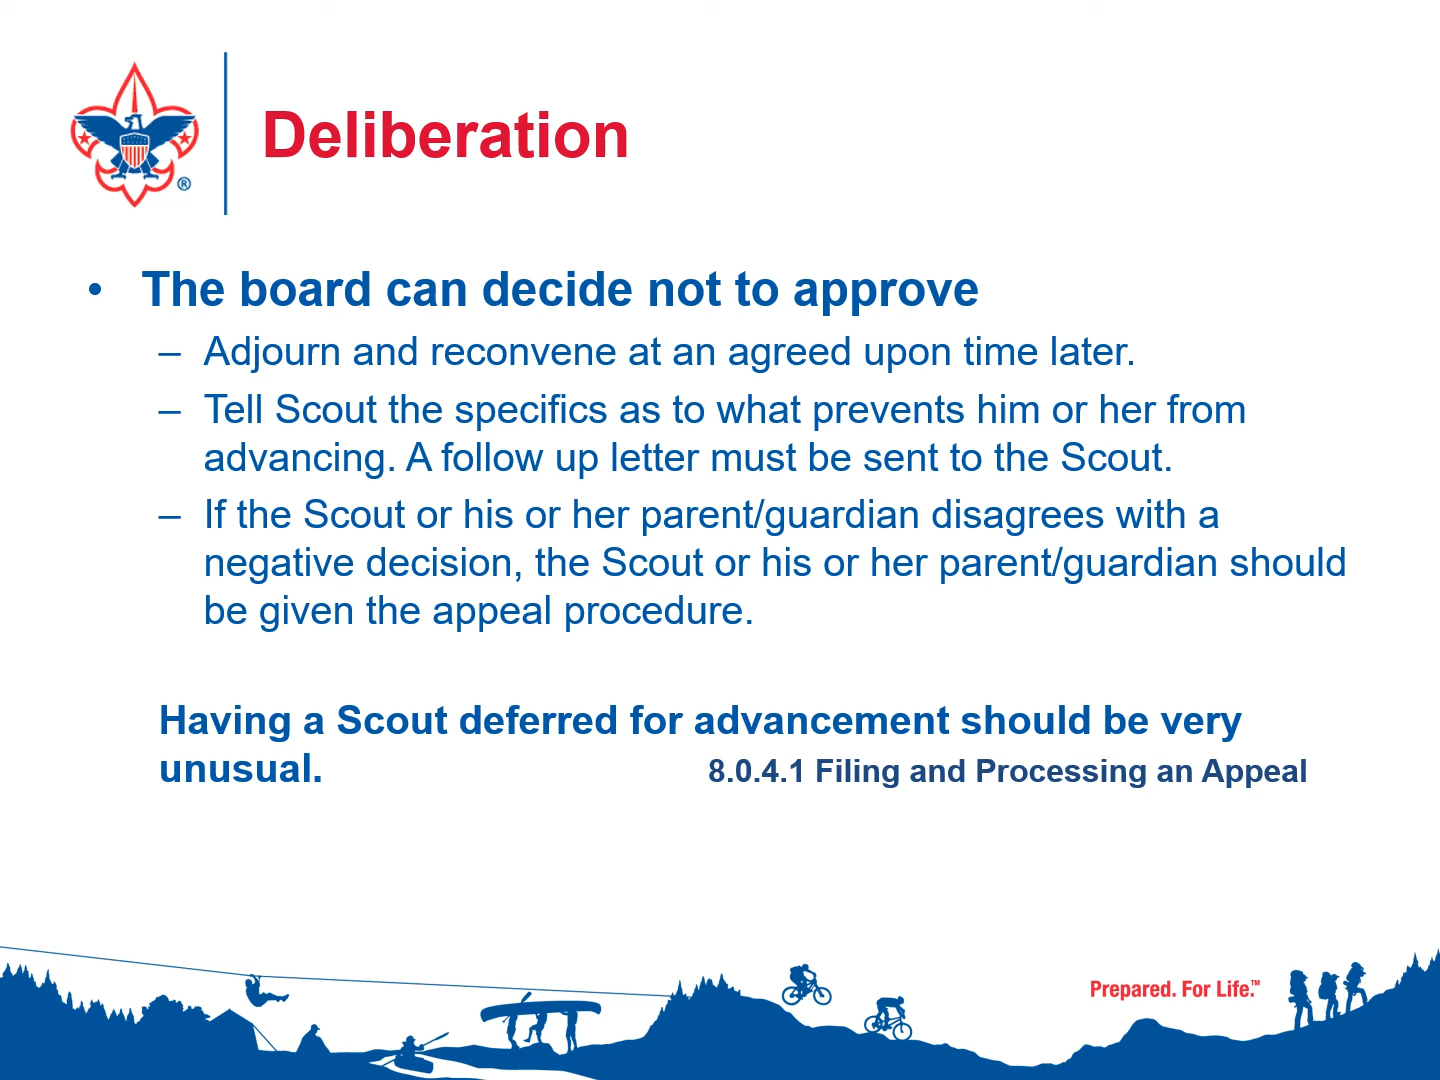 Deliberation
• The board can decide not to approve
– Adjourn and reconvene at an agreed upon time later.
– Tell Scout the specifics as to what prevents him or her from
advancing. A follow up letter must be sent to the Scout.
– If the Scout or his or her parent/guardian disagrees with a
negative decision, the Scout or his or her parent/guardian should
be given the appeal procedure.
Having a Scout deferred for advancement should be very
unusual. 8.0.4.1 Filing and Processing an Appeal
Prepared. For Life.™
®